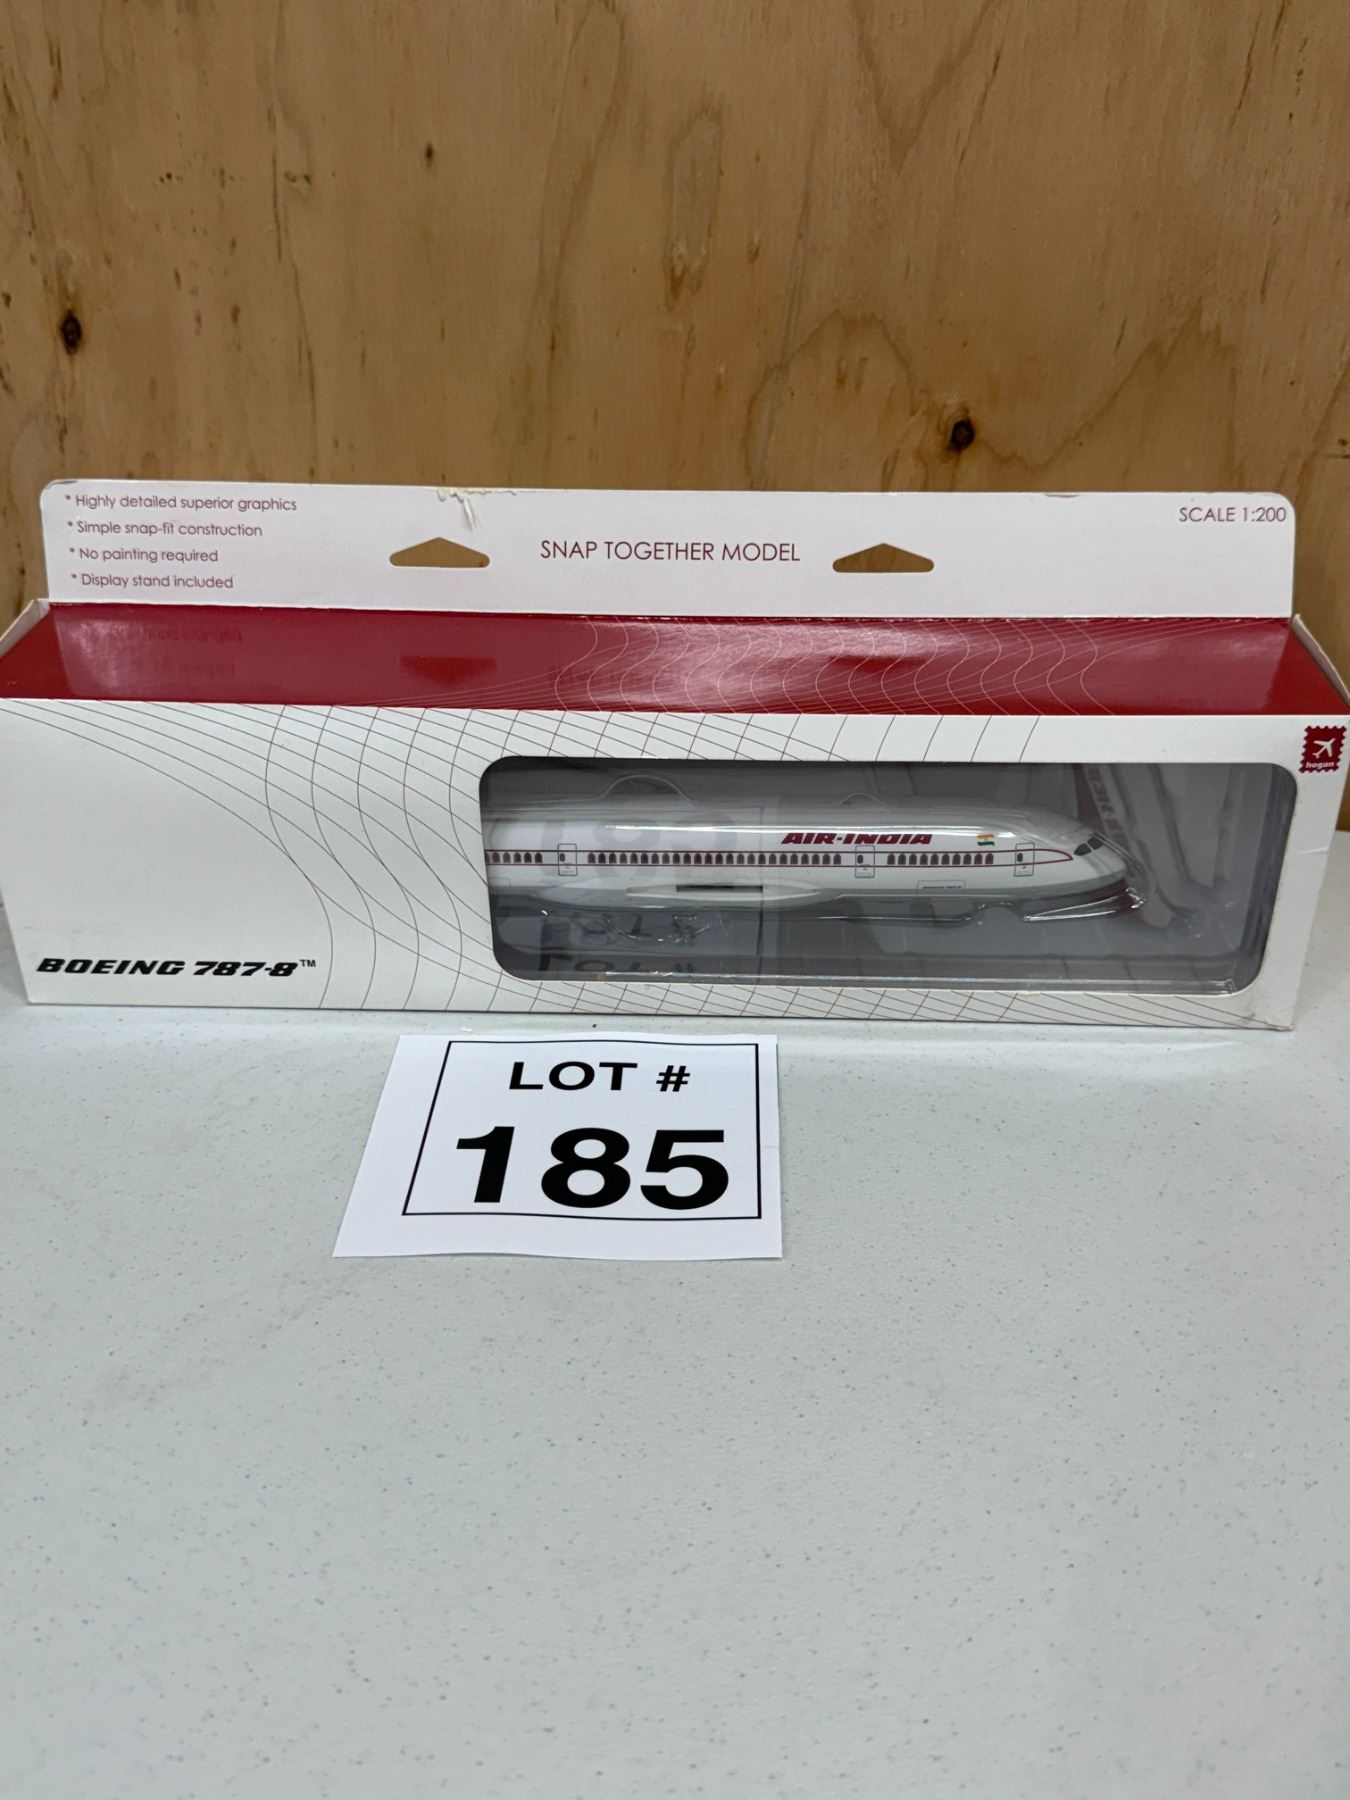 * Highly detailed superior graphics
* Simple snap-fit construction
* No painting required
* Display stand included
SNAP TOGETHER MODEL
SCALE 1:200
hogan
AIR-INDIA
BOEING 787-8™
LOT #
185